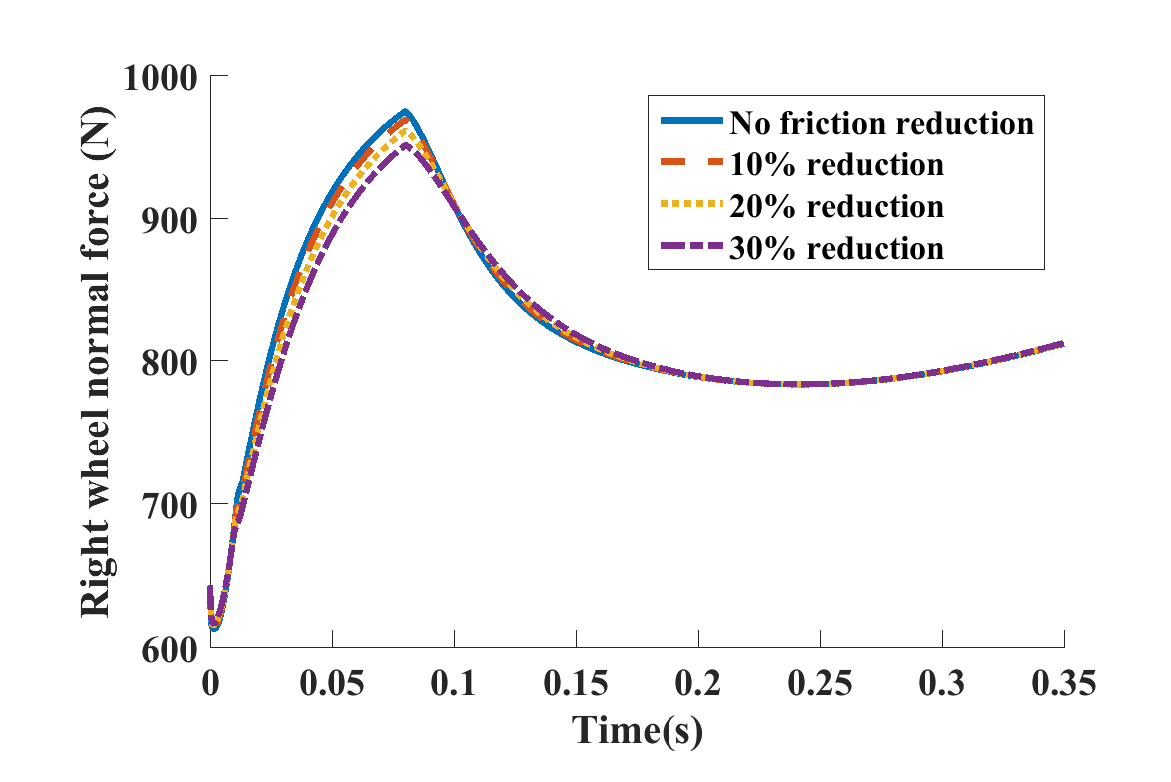 Right wheel normal force (N)
1000
900
800
700
600
No friction reduction
10% reduction
20% reduction
30% reduction
0 0.05 0.1 0.15 0.2 0.25 0.3 0.35
Time(s)